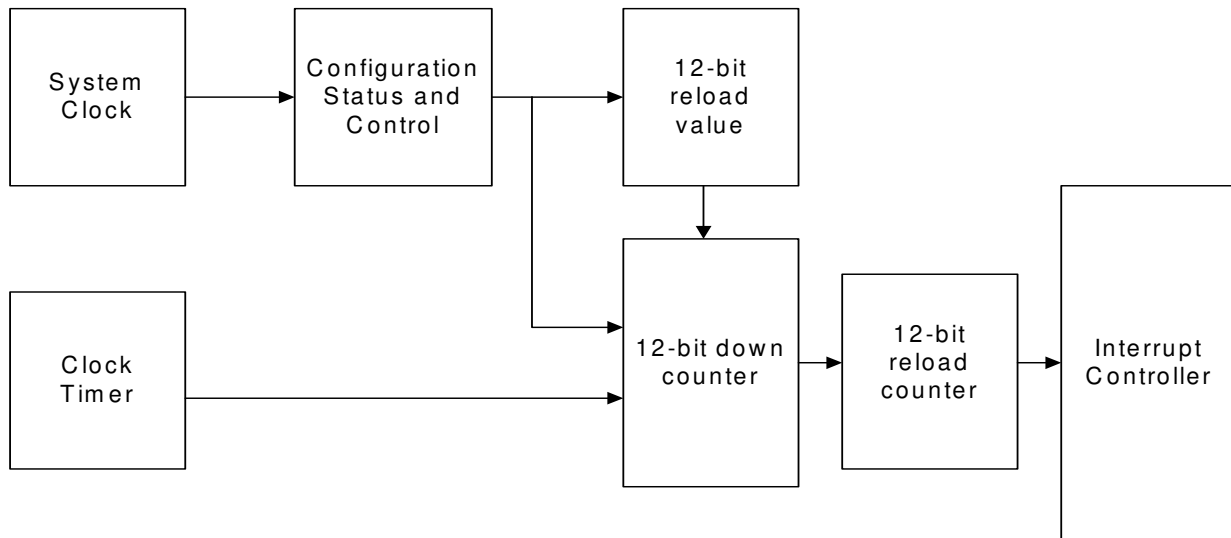 System
Clock
Configuration
Status and
Control
12-bit
reload
value
Clock
Timer
12-bit down
counter
12-bit
reload
counter
Interrupt
Controller